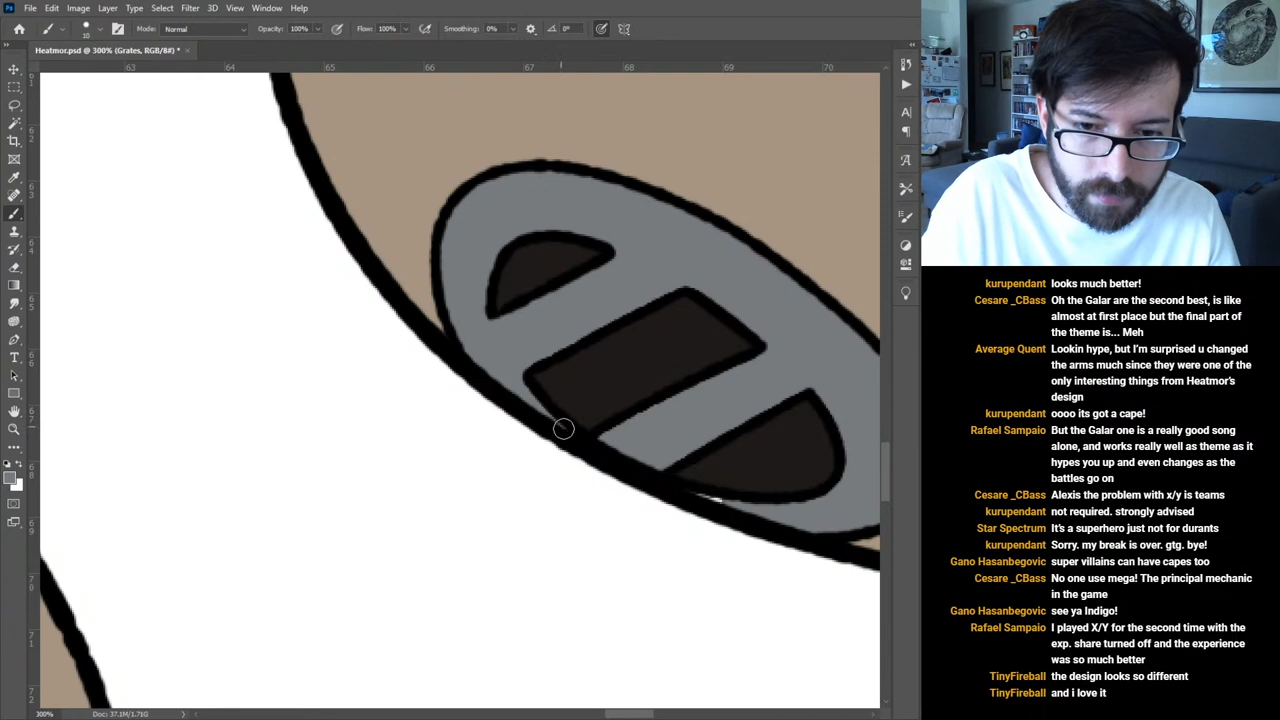 File Edit Image Layer Type Select Filter 3D View Window Help
10 Mode: Normal Opacity: 100% Flow: 100% Smoothing: 0% 0°
Heatmor.psd @ 300% (Grates, RGB/8#) *
63 64 65 66 67 68 69 70
300% Doc: 37.1M/1.71G
kurupendant looks much better!
Cesare _CBass Oh the Galar are the second best, is like
almost at first place but the final part of
the theme is... Meh
Average Quent Lookin hype, but I'm surprised u changed
the arms much since they were one of the
only interesting things from Heatmor's
design
kurupendant oooo its got a cape!
Rafael Sampaio But the Galar one is a really good song
alone, and works really well as theme as it
hypes you up and even changes as the
battles go on
Cesare _CBass Alexis the problem with x/y is teams
kurupendant not required. strongly advised
Star Spectrum It's a superhero just not for durants
kurupendant Sorry. my break is over. gtg. bye!
Gano Hasanbegovic super villains can have capes too
Cesare _CBass No one use mega! The principal mechanic
in the game
Gano Hasanbegovic see ya Indigo!
Rafael Sampaio I played X/Y for the second time with the
exp. share turned off and the experience
was so much better
TinyFireball the design looks so different
TinyFireball and i love it